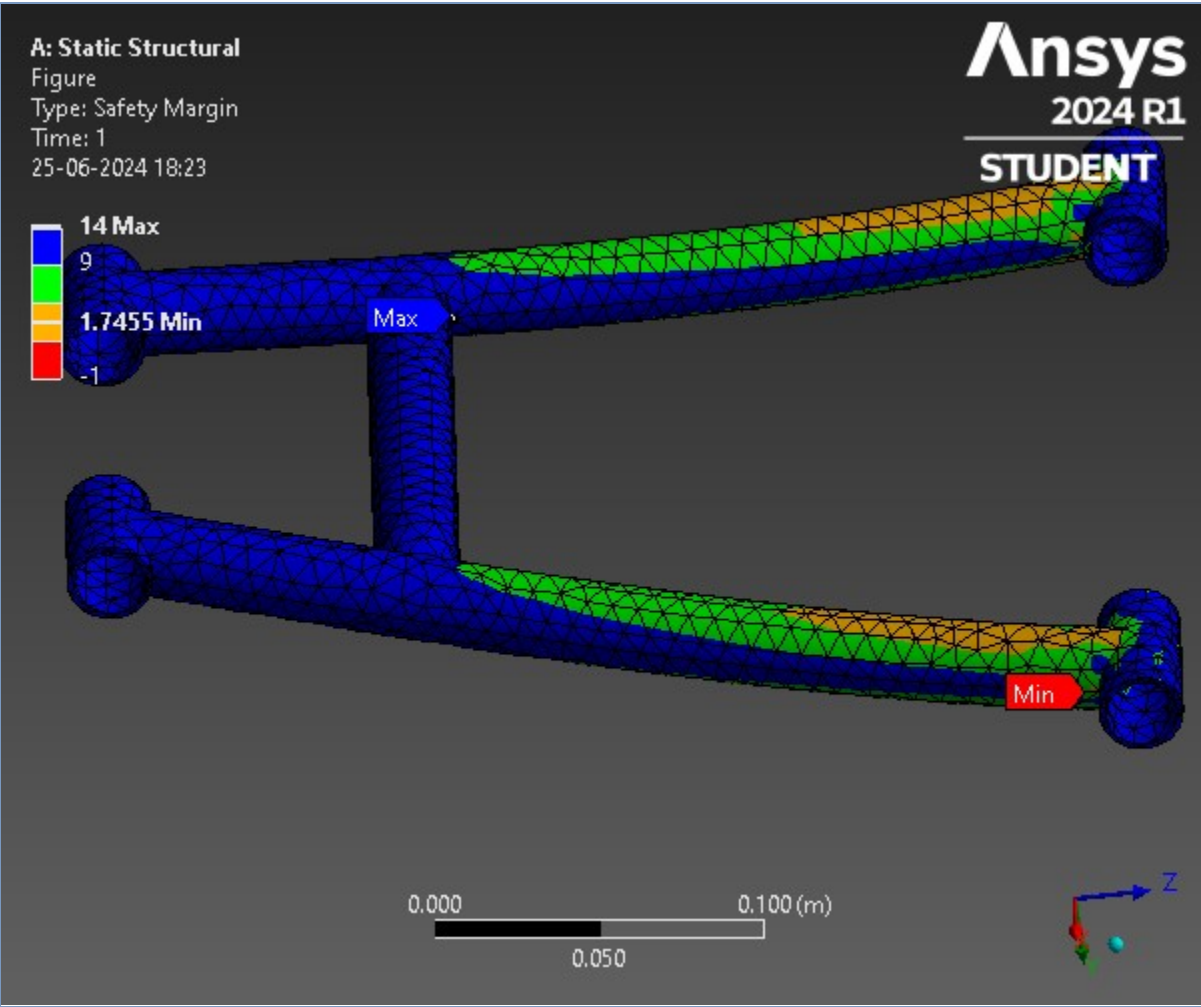 A: Static Structural
Figure
Type: Safety Margin
Time: 1
25-06-2024 18:23
Ansys
2024 R1
STUDENT
14 Max
9
1.7455 Min
-1
Max
Min
0.000
0.100 (m)
0.050
Z
Y